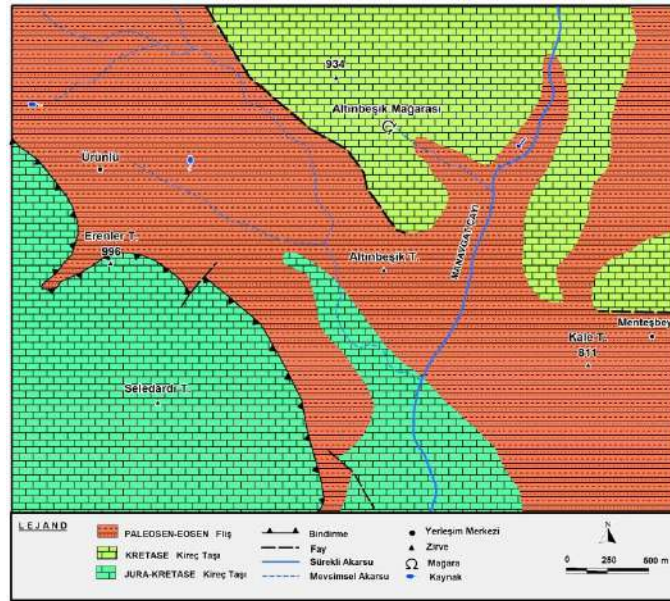 934
Altınbeşik Mağarası
Ürünlü
Erenler T.
996
Altınbeşik T.
MANAVGAT ÇAYI
Menteşbey
Kale T.
811
Seledardı T.
LEJAND
PALEOSEN-EOSEN Fliş
KRETASE Kireç Taşı
JURA-KRETASE Kireç Taşı
Bindirme
Fay
Sürekli Akarsu
Mevsimsel Akarsu
Yerleşim Merkezi
Zirve
Mağara
Kaynak
N
0 250 500 m